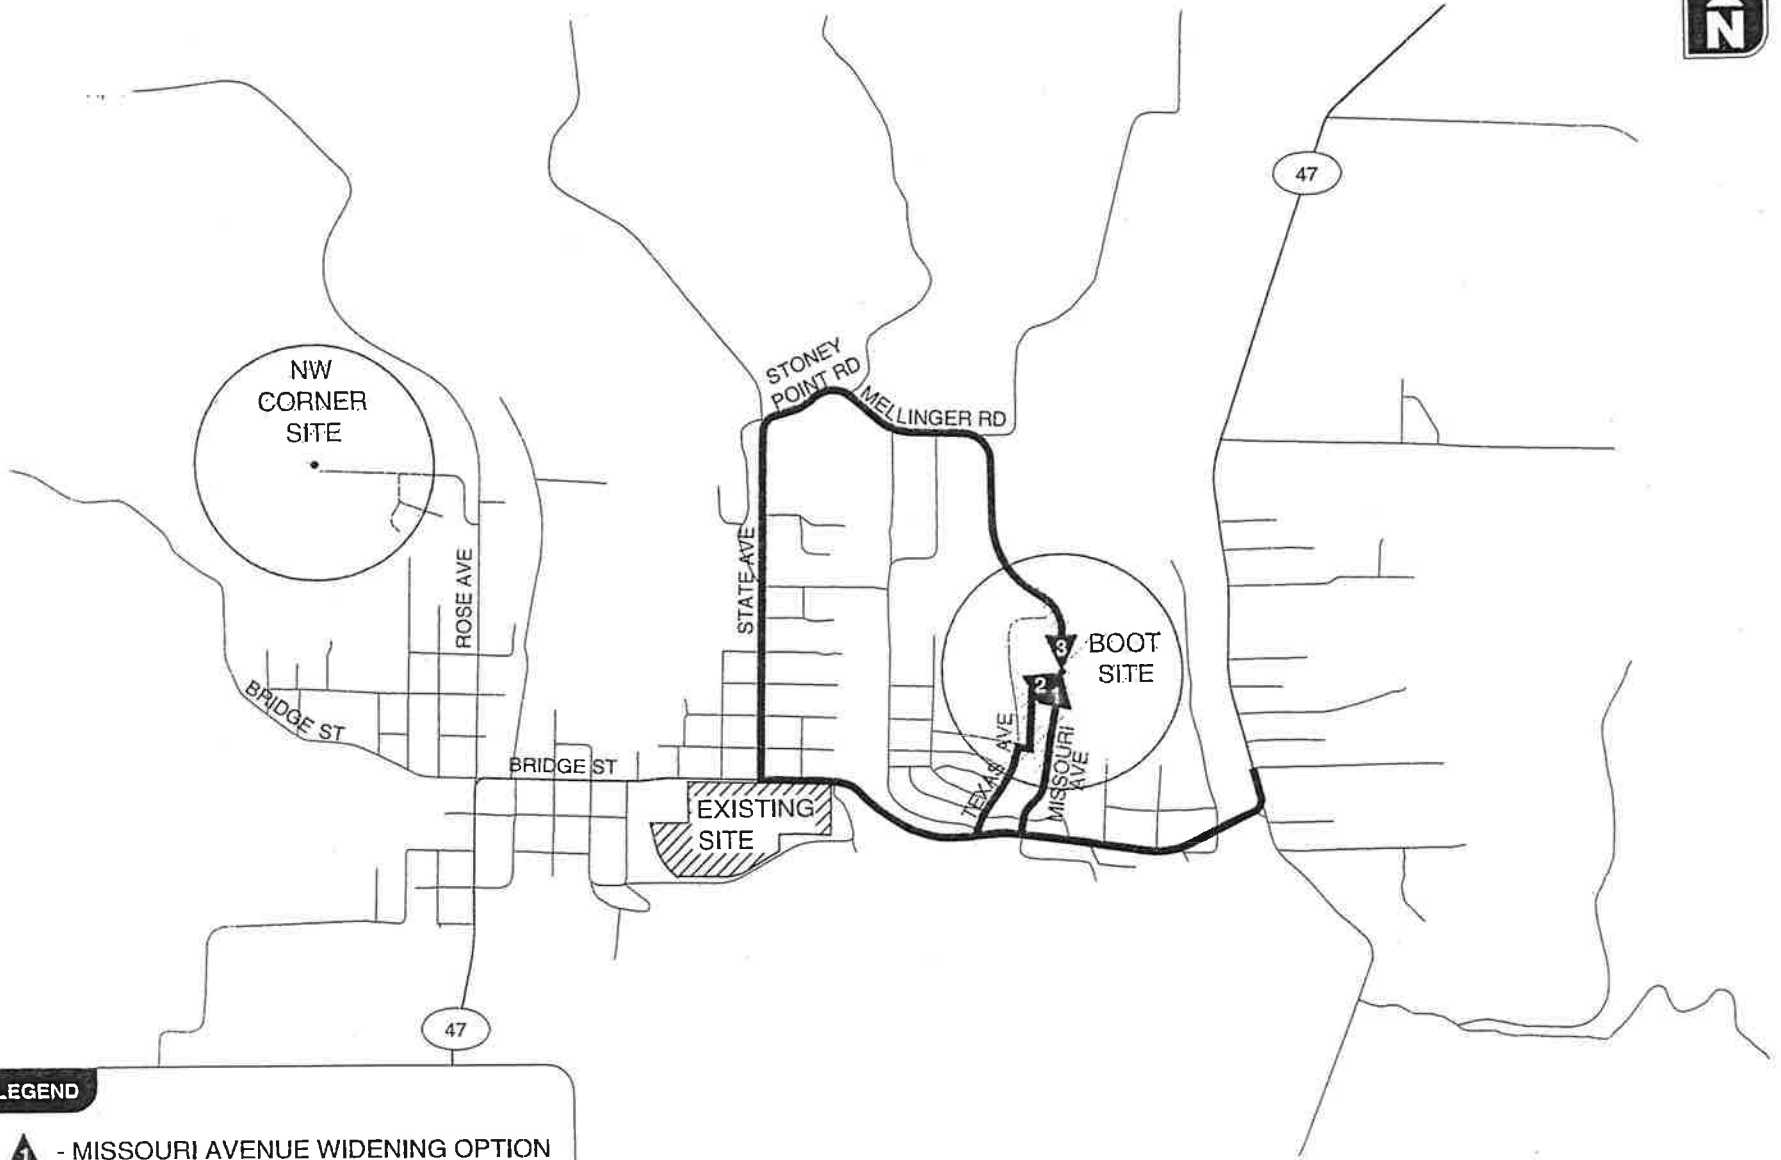 N
47
NW
CORNER
SITE
STONEY
POINT RD
MELLINGER RD
STATE AVE
ROSE AVE
3
BOOT
SITE
2
1
BRIDGE ST
BRIDGE ST
TEXAS AVE
MISSOURI
AVE
EXISTING
SITE
47
LEGEND
1 - MISSOURI AVENUE WIDENING OPTION